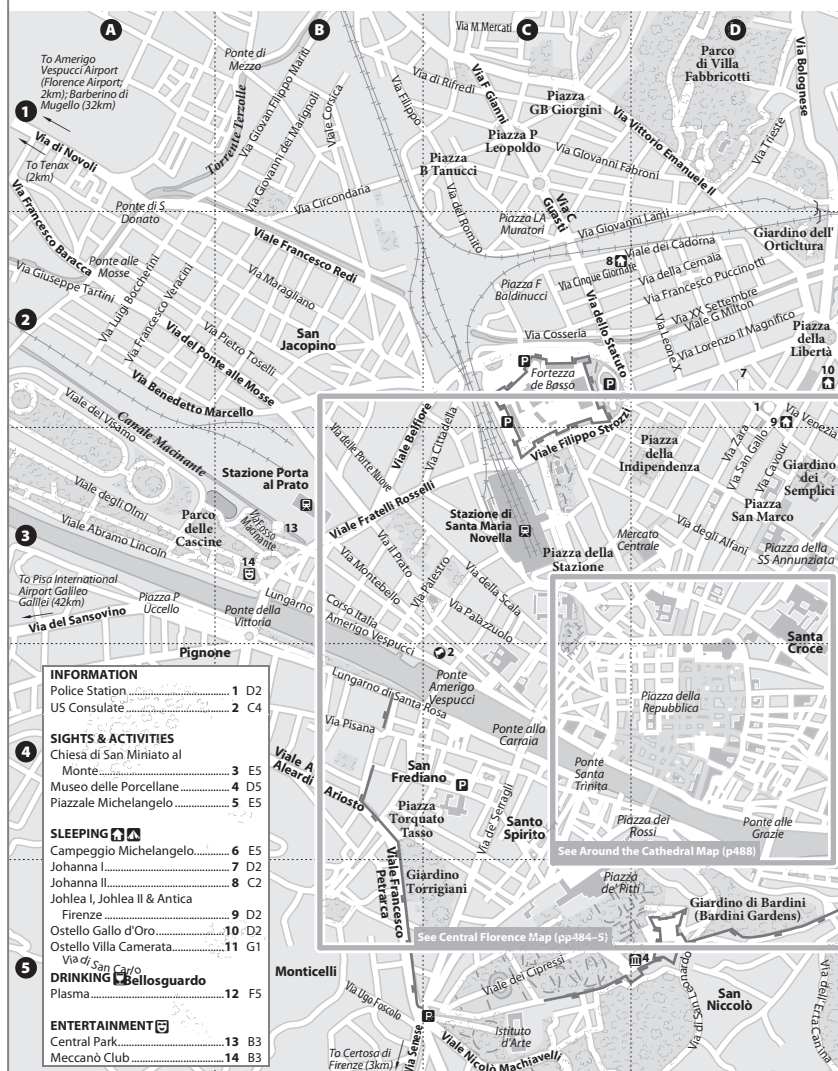 A
B
C
D
1
2
3
4
5
To Amerigo
Vespucci Airport
(Florence Airport;
2km); Barberino di
Mugello (32km)
Ponte di
Mezzo
Via M Mercati
Via di Rifredi
Via F Gianni
Piazza
GB Giorgini
Parco
di Villa
Fabbricotti
Via Bolognese
Via Giovan Filippo Mariti
Via Giovanni dei Marignoli
Viale Corsica
Via Filippo
Torrente Terzolle
Via di Novoli
To Tenax
(2km)
Piazza P
Leopoldo
Via Vittorio Emanuele II
Via Trieste
Piazza
B Tanucci
Via Giovanni Fabroni
Via Circondaria
Ponte di S
Donato
Via Francesco Baracca
Via del Romito
Piazza LA
Muratori
Via C
Guasti
Via Giovanni Lami
Giardino dell'
Orticltura
Viale Francesco Redi
Ponte alle
Mosse
Via Giuseppe Tartini
Via Luigi Boccherini
Via Francesco Veracini
Via Maragliano
8
Viale dei Cadorna
Via Cinque Giornate
Via della Cernaia
Via Francesco Puccinotti
Piazza F
Baldinucci
Via dello Statuto
Via XX Settembre
Viale G Milton
Via Leone X
Via Lorenzo il Magnifico
Piazza
della
Libertà
Via Cosseria
San
Jacopino
Via Pietro Toselli
Via del Ponte alle Mosse
Via Benedetto Marcello
P
Fortezza
da Basso
P
7
10
Viale del Visarno
Canale Macinante
P
Viale Belfiore
Via Cittadella
Via delle Porte Nuove
Viale Filippo Strozzi
1
9
Via Venezia
Via Zara
Via San Gallo
Via Cavour
Piazza
della
Indipendenza
Giardino
dei
Semplici
Stazione Porta
al Prato
Viale Fratelli Rosselli
Piazza
San Marco
Viale degli Olmi
Viale Abramo Lincoln
Parco
delle
Cascine
Via Fosso
Macinante
13
14
Stazione di
Santa Maria
Novella
Mercato
Centrale
Via degli Alfani
Piazza della
SS Annunziata
Piazza della
Stazione
Via il Prato
Via Montebello
Via Palestro
Via della Scala
Via Palazzuolo
To Pisa International
Airport Galileo
Galilei (42km)
Piazza P
Uccello
Via del Sansovino
Ponte della
Vittoria
Lungarno
Corso Italia
Amerigo Vespucci
Pignone
2
Ponte
Amerigo
Vespucci
Santa
Croce
Lungarno di Santa Rosa
Piazza della
Repubblica
Via Pisana
Ponte alla
Carraia
Viale A
Aleardi
Ariosto
San
Frediano
P
Piazza
Torquato
Tasso
Via de' Serragli
Santo
Spirito
Ponte
Santa
Trinita
Piazza dei
Rossi
Ponte alle
Grazie
See Around the Cathedral Map (p488)
Viale Francesco
Petrarca
Giardino
Torrigiani
Piazza
de' Pitti
Giardino di Bardini
(Bardini Gardens)
See Central Florence Map (pp484–5)
4
Via di San Carlo
Bellosguardo
Monticelli
Viale dei Cipressi
Via Ugo Foscolo
P
Via di San Leonardo
San
Niccolò
Via dell' Erta Canina
Istituto
d'Arte
Via Senese
Viale Nicolò Machiavelli
To Certosa di
Firenze (3km)
INFORMATION
Police Station 1 D2
US Consulate 2 C4
SIGHTS & ACTIVITIES
Chiesa di San Miniato al
Monte 3 E5
Museo delle Porcellane 4 D5
Piazzale Michelangelo 5 E5
SLEEPING
Campeggio Michelangelo 6 E5
Johanna I 7 D2
Johanna II 8 C2
Johlea I, Johlea II & Antica
Firenze 9 D2
Ostello Gallo d'Oro 10 D2
Ostello Villa Camerata 11 G1
DRINKING
Plasma 12 F5
ENTERTAINMENT
Central Park 13 B3
Meccanò Club 14 B3